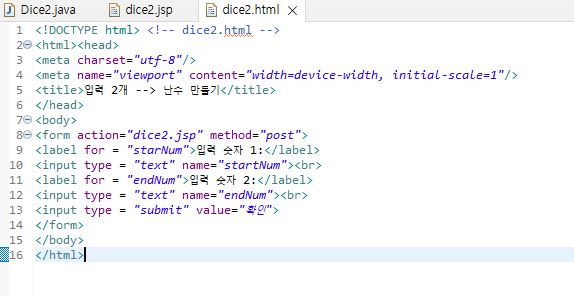 Dice2.java dice2.jsp dice2.html ×
1 <!DOCTYPE html> <!-- dice2.html -->
2 <html><head>
3 <meta charset="utf-8"/>
4 <meta name="viewport" content="width=device-width, initial-scale=1"/>
5 <title>입력 2개 --> 난수 만들기</title>
6 </head>
7 <body>
8 <form action="dice2.jsp" method="post">
9 <label for = "starNum">입력 숫자 1:</label>
10 <input type = "text" name="startNum"><br>
11 <label for = "endNum">입력 숫자 2:</label>
12 <input type = "text" name="endNum"><br>
13 <input type = "submit" value="확인">
14 </form>
15 </body>
16 </html>